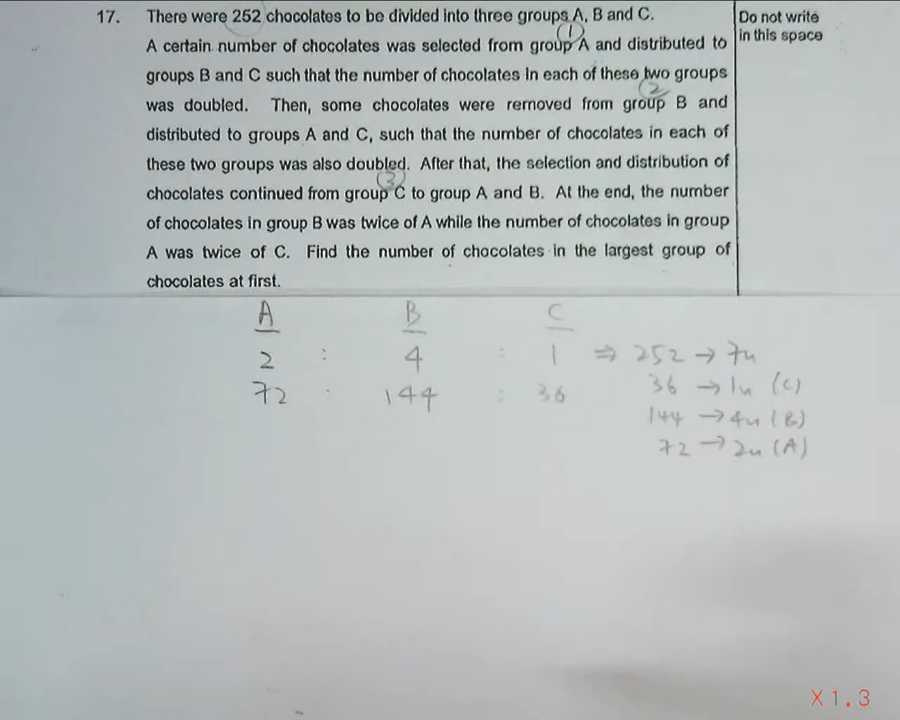 17. There were 252 chocolates to be divided into three groups A, B and C.
Do not write
in this space
(1)
A certain number of chocolates was selected from group A and distributed to
groups B and C such that the number of chocolates in each of these two groups
(2)
was doubled. Then, some chocolates were removed from group B and
distributed to groups A and C, such that the number of chocolates in each of
these two groups was also doubled. After that, the selection and distribution of
(3)
chocolates continued from group C to group A and B. At the end, the number
of chocolates in group B was twice of A while the number of chocolates in group
A was twice of C. Find the number of chocolates in the largest group of
chocolates at first.
A B C
2 : 4 : 1 ⇒ 252 → 7u
72 : 144 : 36
36 → 1u (C)
144 → 4u (B)
72 → 2u (A)
X1.3